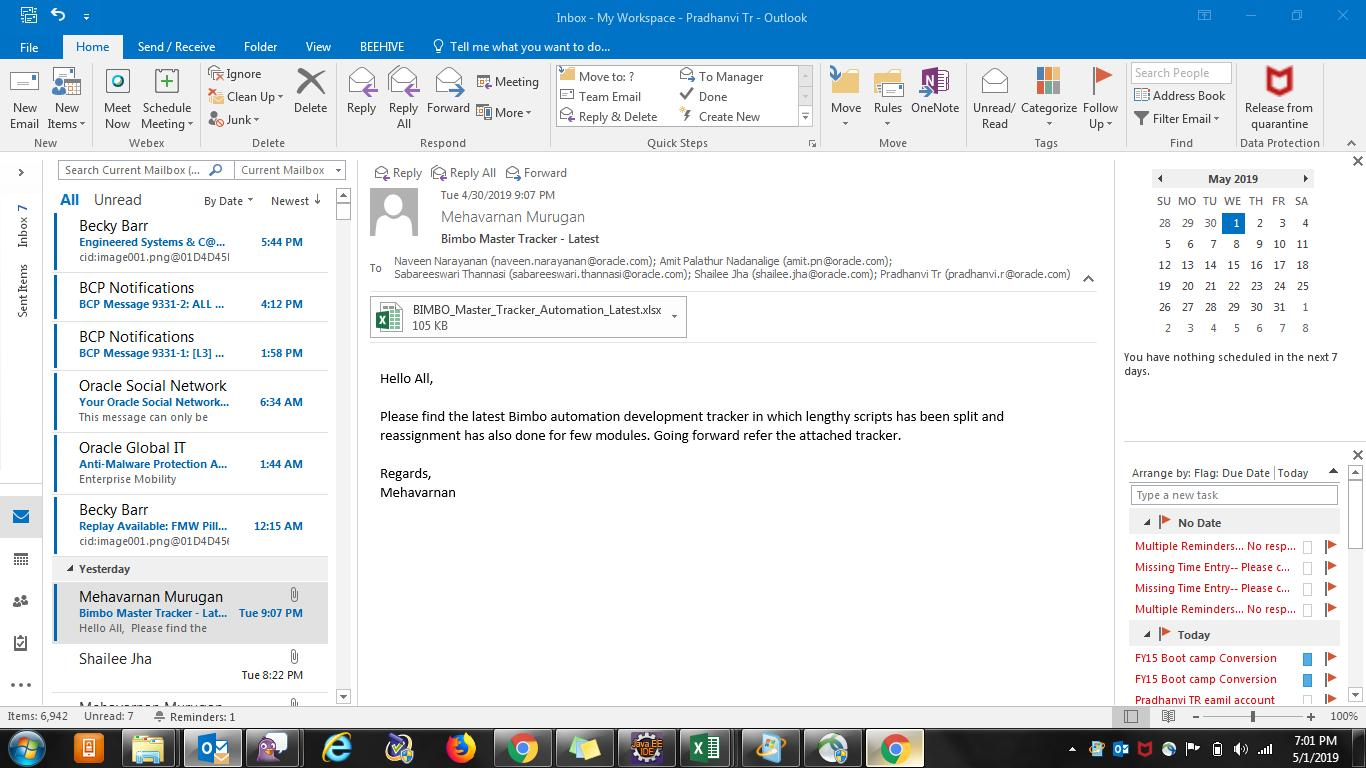 Inbox - My Workspace - Pradhanvi Tr - Outlook
File Home Send / Receive Folder View BEEHIVE Tell me what you want to do...
New Email
New Items
New
Meet Now
Schedule Meeting
Webex
Ignore
Clean Up
Junk
Delete
Delete
Reply
Reply All
Forward
Meeting
More
Respond
Move to: ?
Team Email
Reply & Delete
To Manager
Done
Create New
Quick Steps
Move
Rules
OneNote
Move
Unread/ Read
Categorize
Follow Up
Tags
Search People
Address Book
Filter Email
Find
Release from quarantine
Data Protection
Inbox 7
Sent Items
Search Current Mailbox (... Current Mailbox
All Unread By Date Newest ↓
Becky Barr
Engineered Systems & C@... 5:44 PM
cid:image001.png@01D4D45
BCP Notifications
BCP Message 9331-2: ALL ... 4:12 PM
BCP Notifications
BCP Message 9331-1: [L3] ... 1:58 PM
Oracle Social Network
Your Oracle Social Network... 6:34 AM
This message can only be
Oracle Global IT
Anti-Malware Protection A... 1:44 AM
Enterprise Mobility
Becky Barr
Replay Available: FMW Pill... 12:15 AM
cid:image001.png@01D4D45
Yesterday
Mehavarnan Murugan
Bimbo Master Tracker - Lat... Tue 9:07 PM
Hello All, Please find the
Shailee Jha
Tue 8:22 PM
Mehavarnan Murugan
Reply Reply All Forward
Tue 4/30/2019 9:07 PM
Mehavarnan Murugan
Bimbo Master Tracker - Latest
To Naveen Narayanan (naveen.narayanan@oracle.com); Amit Palathur Nadanalige (amit.pn@oracle.com);
Sabareeswari Thannasi (sabareeswari.thannasi@oracle.com); Shailee Jha (shailee.jha@oracle.com); Pradhanvi Tr (pradhanvi.r@oracle.com)
BIMBO_Master_Tracker_Automation_Latest.xlsx
105 KB
Hello All,
Please find the latest Bimbo automation development tracker in which lengthy scripts has been split and
reassignment has also done for few modules. Going forward refer the attached tracker.
Regards,
Mehavarnan
May 2019
SU MO TU WE TH FR SA
28 29 30 1 2 3 4
5 6 7 8 9 10 11
12 13 14 15 16 17 18
19 20 21 22 23 24 25
26 27 28 29 30 31 1
2 3 4 5 6 7 8
You have nothing scheduled in the next 7
days.
Arrange by: Flag: Due Date Today
Type a new task
No Date
Multiple Reminders... No resp...
Missing Time Entry-- Please c...
Missing Time Entry-- Please c...
Multiple Reminders... No resp...
Today
FY15 Boot camp Conversion
FY15 Boot camp Conversion
Pradhanvi TR eamil account
Items: 6,942 Unread: 7 Reminders: 1 100%
Java EE
IDE
7:01 PM
5/1/2019